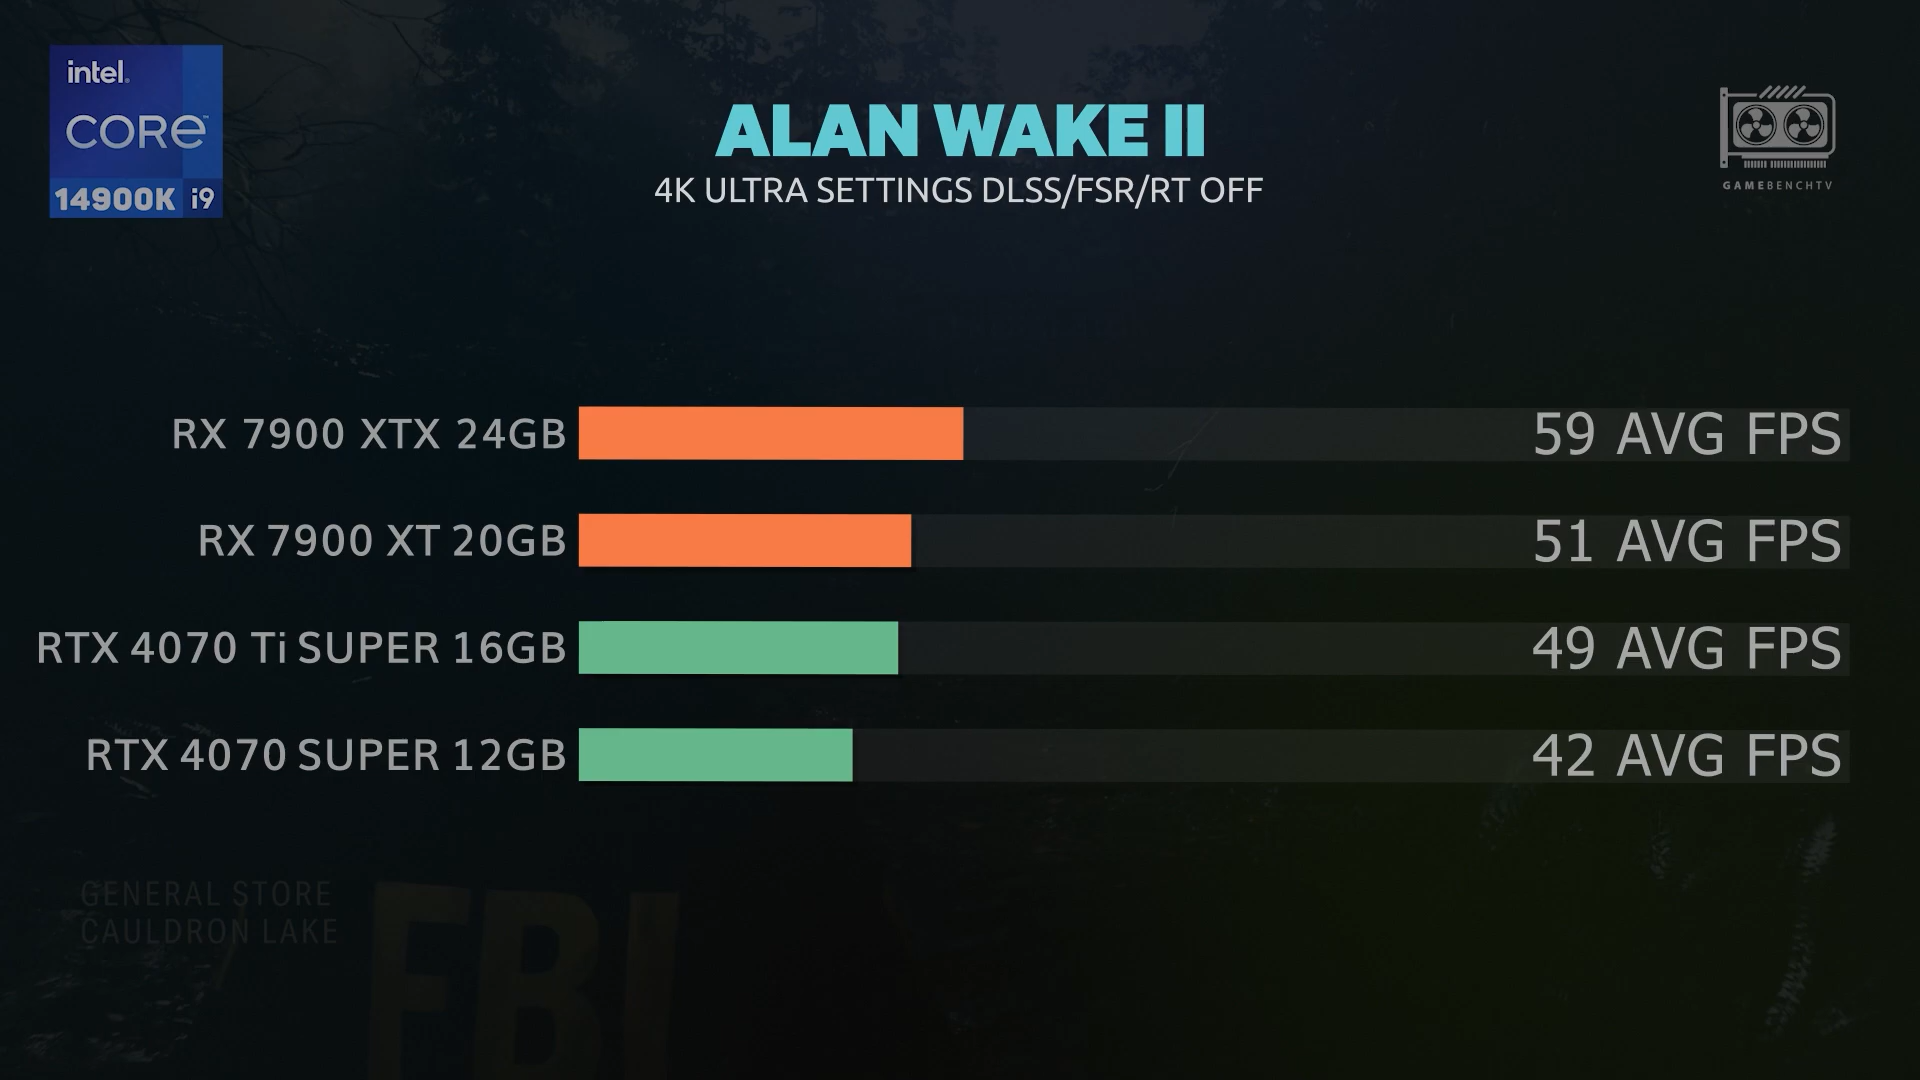 intel.
CORE™
14900K i9
ALAN WAKE II
4K ULTRA SETTINGS DLSS/FSR/RT OFF
GAMEBENCHTV
RX 7900 XTX 24GB 59 AVG FPS
RX 7900 XT 20GB 51 AVG FPS
RTX 4070 Ti SUPER 16GB 49 AVG FPS
RTX 4070 SUPER 12GB 42 AVG FPS
GENERAL STORE
CAULDRON LAKE
FBI